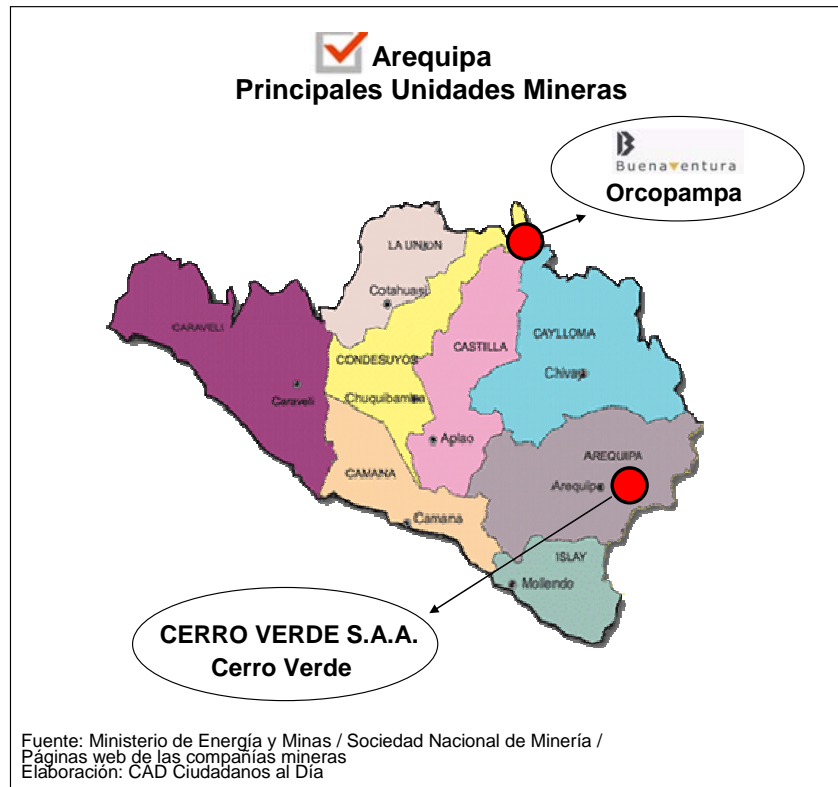 Arequipa
Principales Unidades Mineras
Buenaventura
Orcopampa
LA UNION
Cotahuasi
CARAVELI
CONDESUYOS
CASTILLA
CAYLLOMA
Chivay
Caraveli
Chuquibamba
Aplao
AREQUIPA
CAMANA
Arequipa
Camaná
ISLAY
Mollendo
CERRO VERDE S.A.A.
Cerro Verde
Fuente: Ministerio de Energía y Minas / Sociedad Nacional de Minería /
Páginas web de las compañías mineras
Elaboración: CAD Ciudadanos al Día